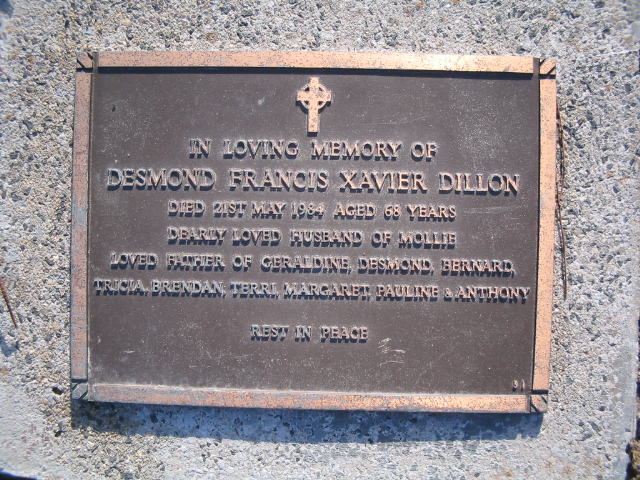 IN LOVING MEMORY OF
DESMOND FRANCIS XAVIER DILLON
DIED 21ST MAY 1984 AGED 68 YEARS
DEARLY LOVED HUSBAND OF MOLLIE
LOVED FATHER OF GERALDINE, DESMOND, BERNARD,
TRICIA, BRENDAN, TERRI, MARGARET, PAULINE & ANTHONY
REST IN PEACE